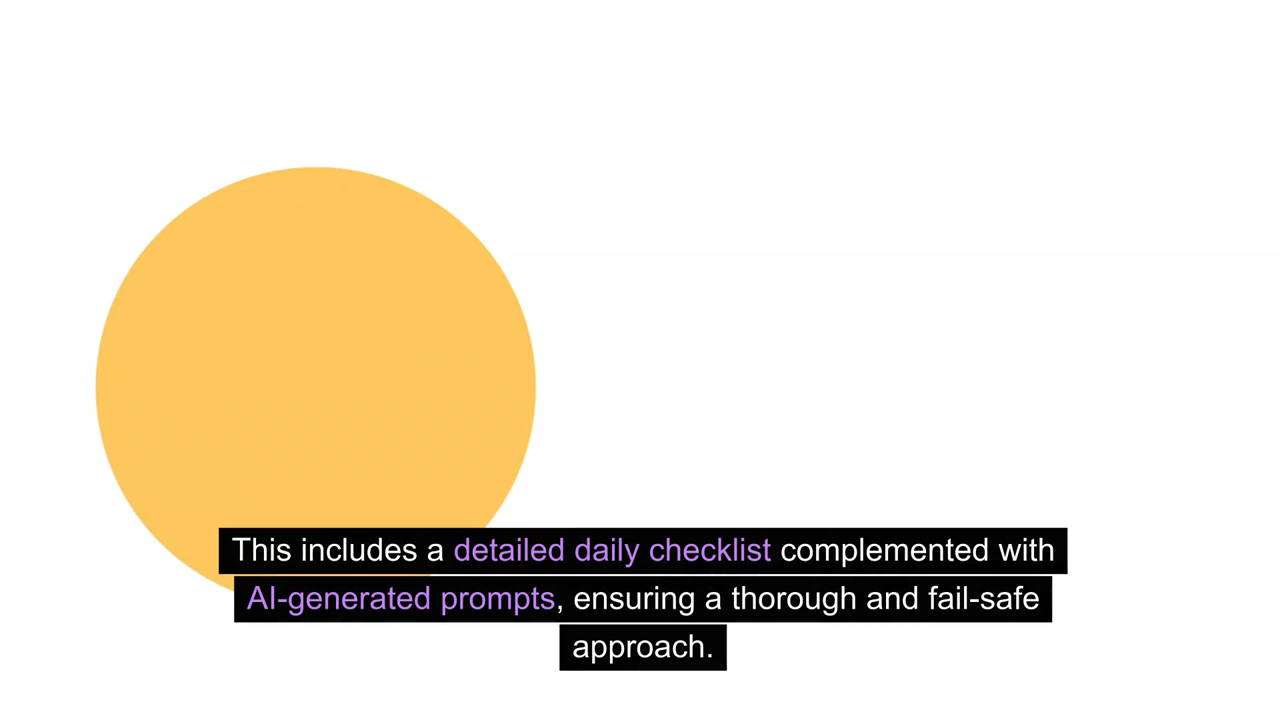 This includes a detailed daily checklist complemented with
AI-generated prompts, ensuring a thorough and fail-safe
approach.